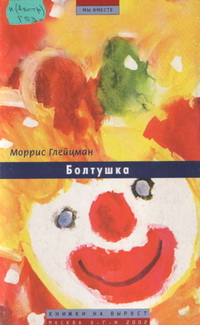 МЫ ВМЕСТЕ
Моррис Глейцман
Болтушка
КНИЖКИ НА ВЫРОСТ
МОСКВА О·Г·И 2002